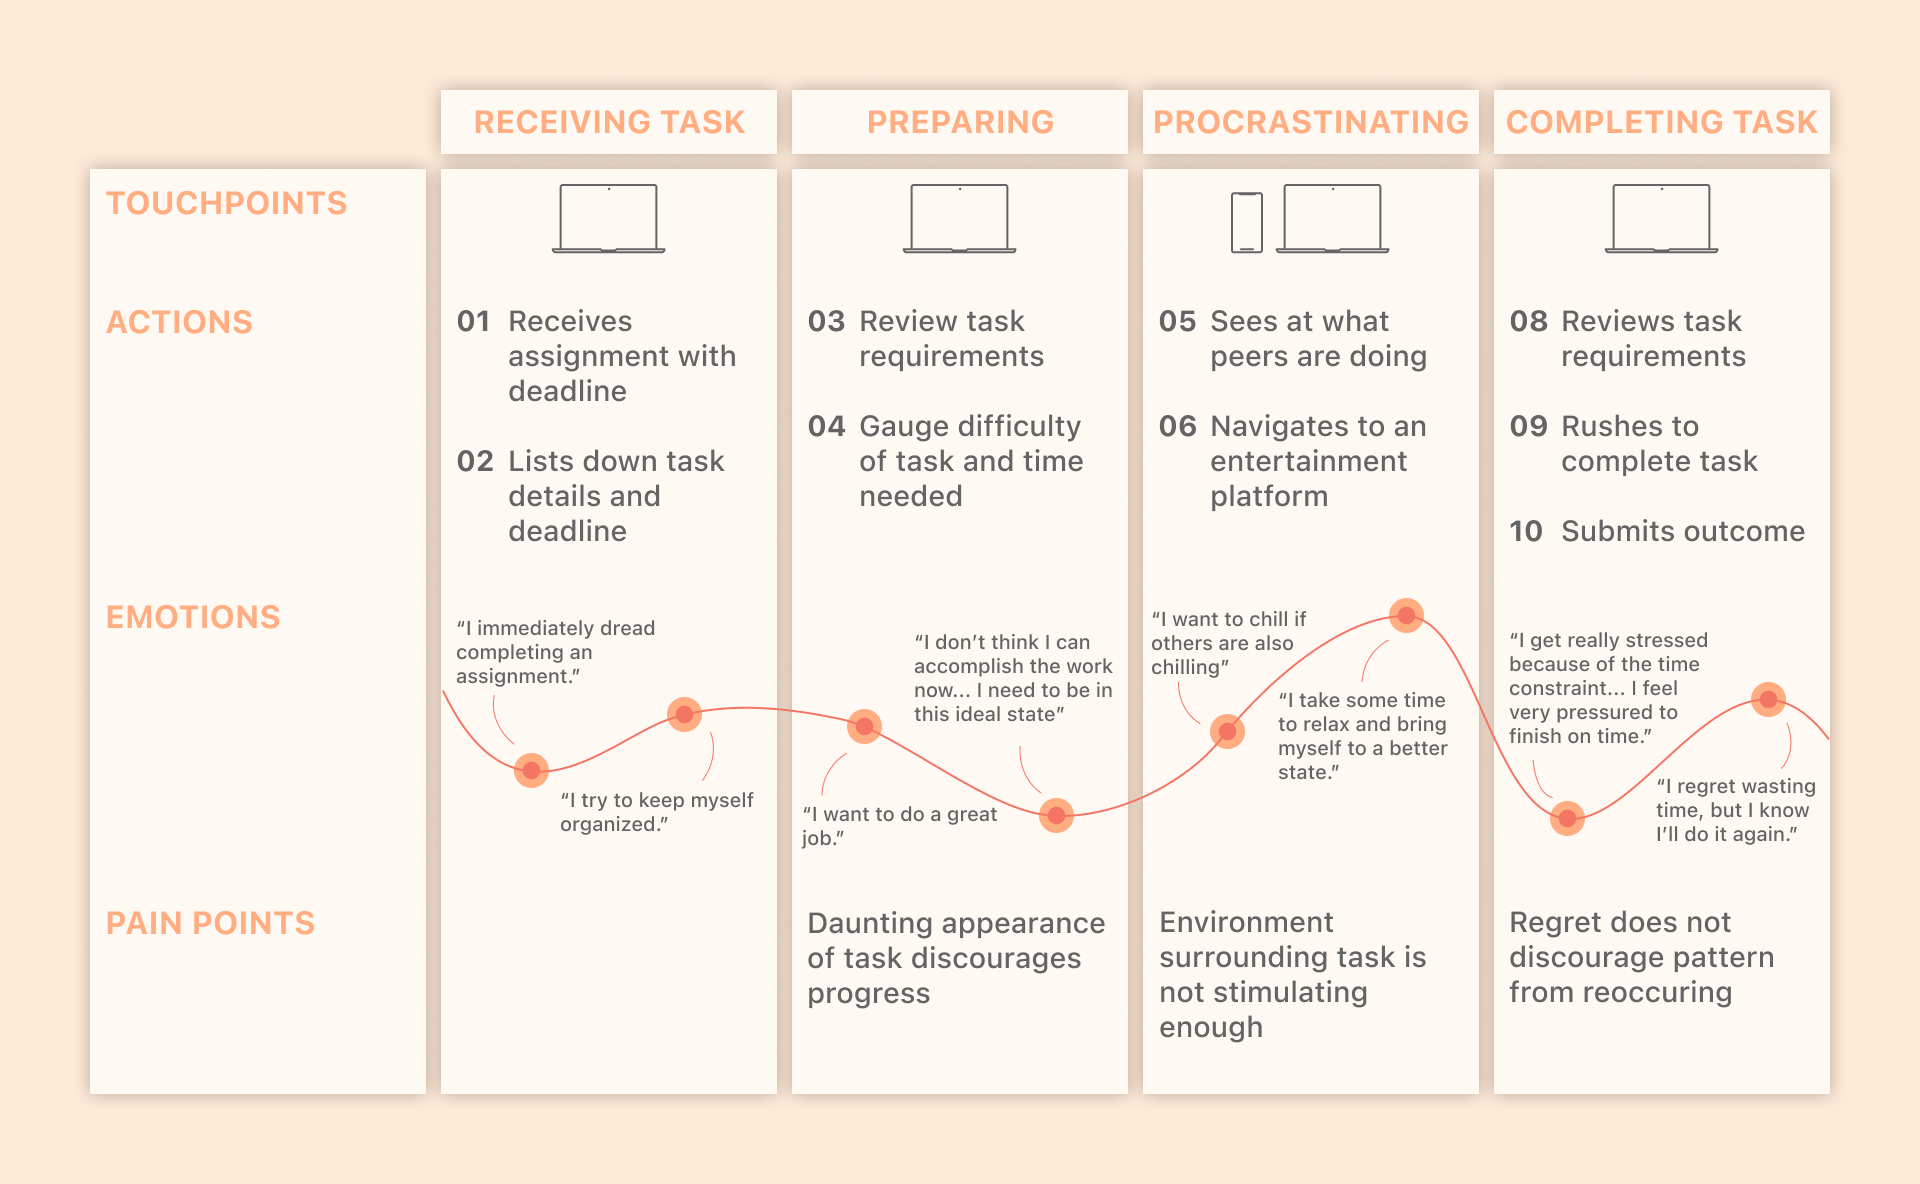 RECEIVING TASK
PREPARING
PROCRASTINATING
COMPLETING TASK
TOUCHPOINTS
ACTIONS
01 Receives
assignment with
deadline
02 Lists down task
details and
deadline
03 Review task
requirements
04 Gauge difficulty
of task and time
needed
05 Sees at what
peers are doing
06 Navigates to an
entertainment
platform
08 Reviews task
requirements
09 Rushes to
complete task
10 Submits outcome
EMOTIONS
“I immediately dread
completing an
assignment.”
“I try to keep myself
organized.”
“I want to do a great
job.”
“I don’t think I can
accomplish the work
now... I need to be in
this ideal state”
“I want to chill if
others are also
chilling”
“I take some time
to relax and bring
myself to a better
state.”
“I get really stressed
because of the time
constraint... I feel
very pressured to
finish on time.”
“I regret wasting
time, but I know
I’ll do it again.”
PAIN POINTS
Daunting appearance
of task discourages
progress
Environment
surrounding task is
not stimulating
enough
Regret does not
discourage pattern
from reoccuring